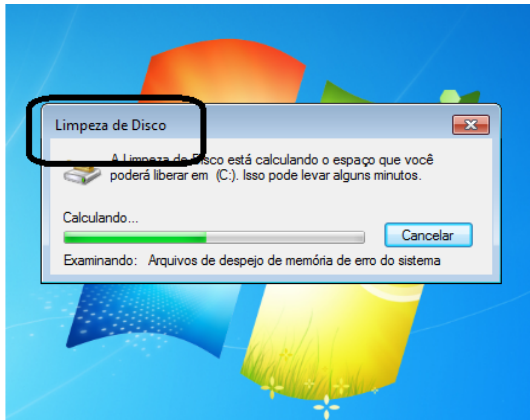 Limpeza de Disco
A Limpeza de Disco está calculando o espaço que você
poderá liberar em (C:). Isso pode levar alguns minutos.
Calculando...
Cancelar
Examinando: Arquivos de despejo de memória de erro do sistema